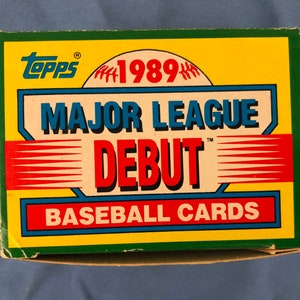 topps®
1989
MAJOR LEAGUE
DEBUT™
BASEBALL CARDS